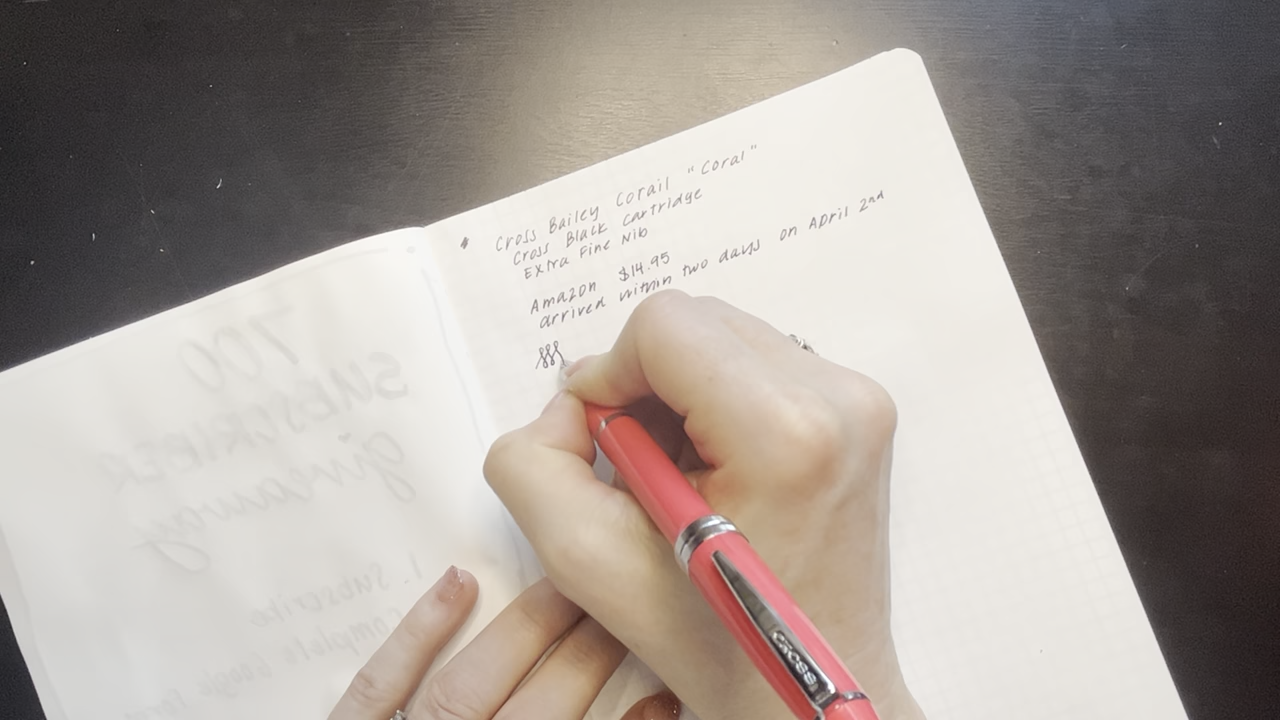 Cross Bailey Corail "Coral"
Cross Black Cartridge
Extra Fine Nib
Amazon $14.95
arrived within two days on April 2nd
700
SUBSCRIBER
giveaway
1. Subscribe
Complete Google
CROSS